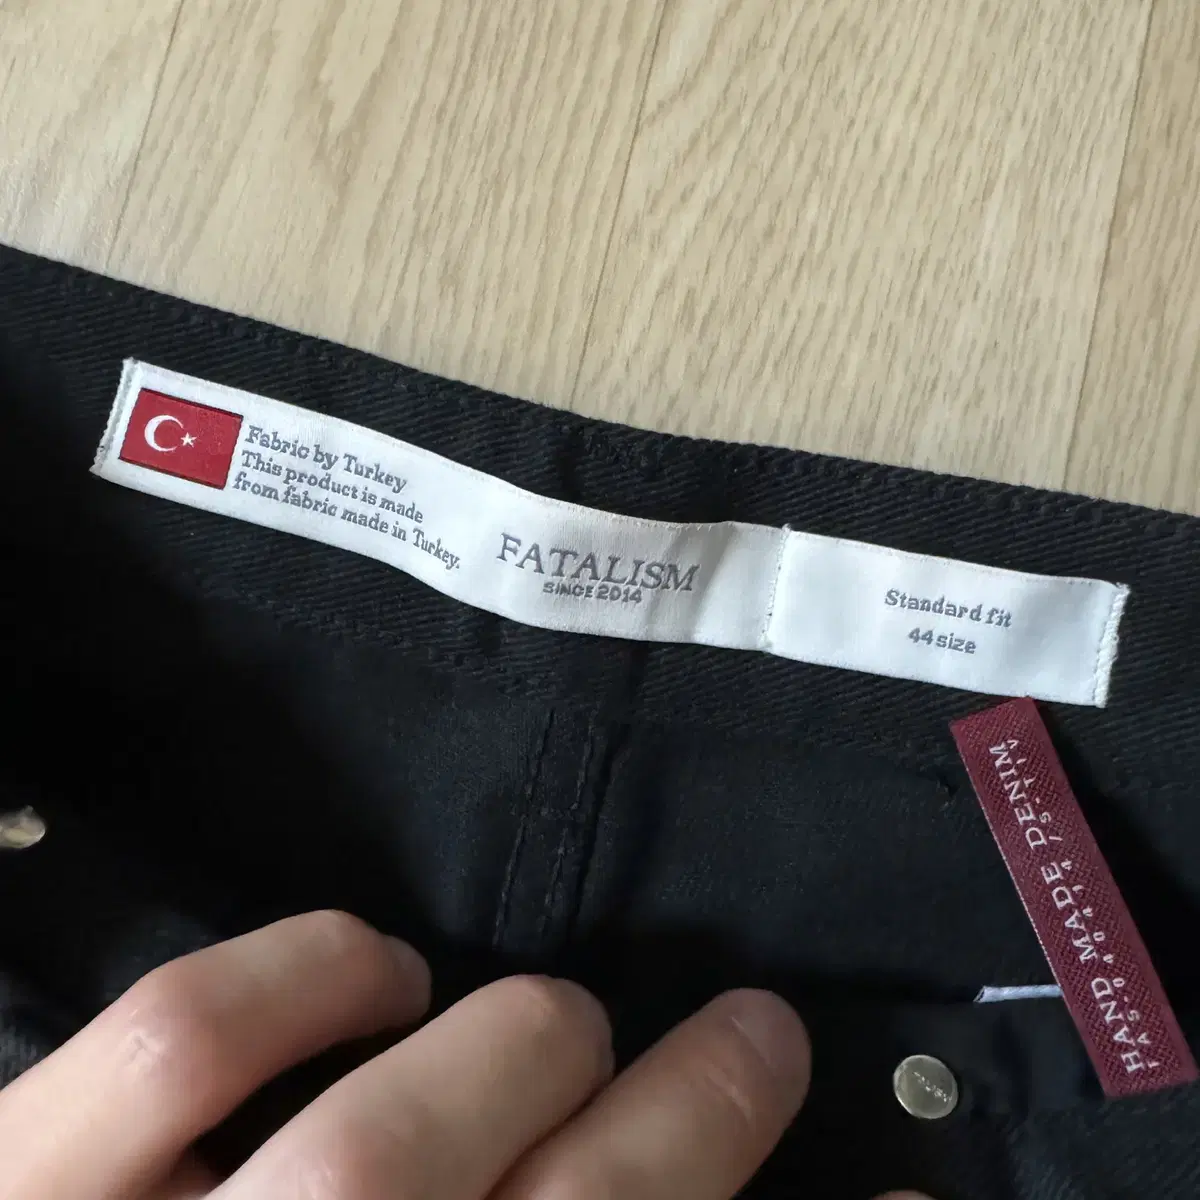 Fabric by Turkey
This product is made
from fabric made in Turkey.
FATALISM
SINCE 2014
Standard fit
44 size
HAND MADE DENIM